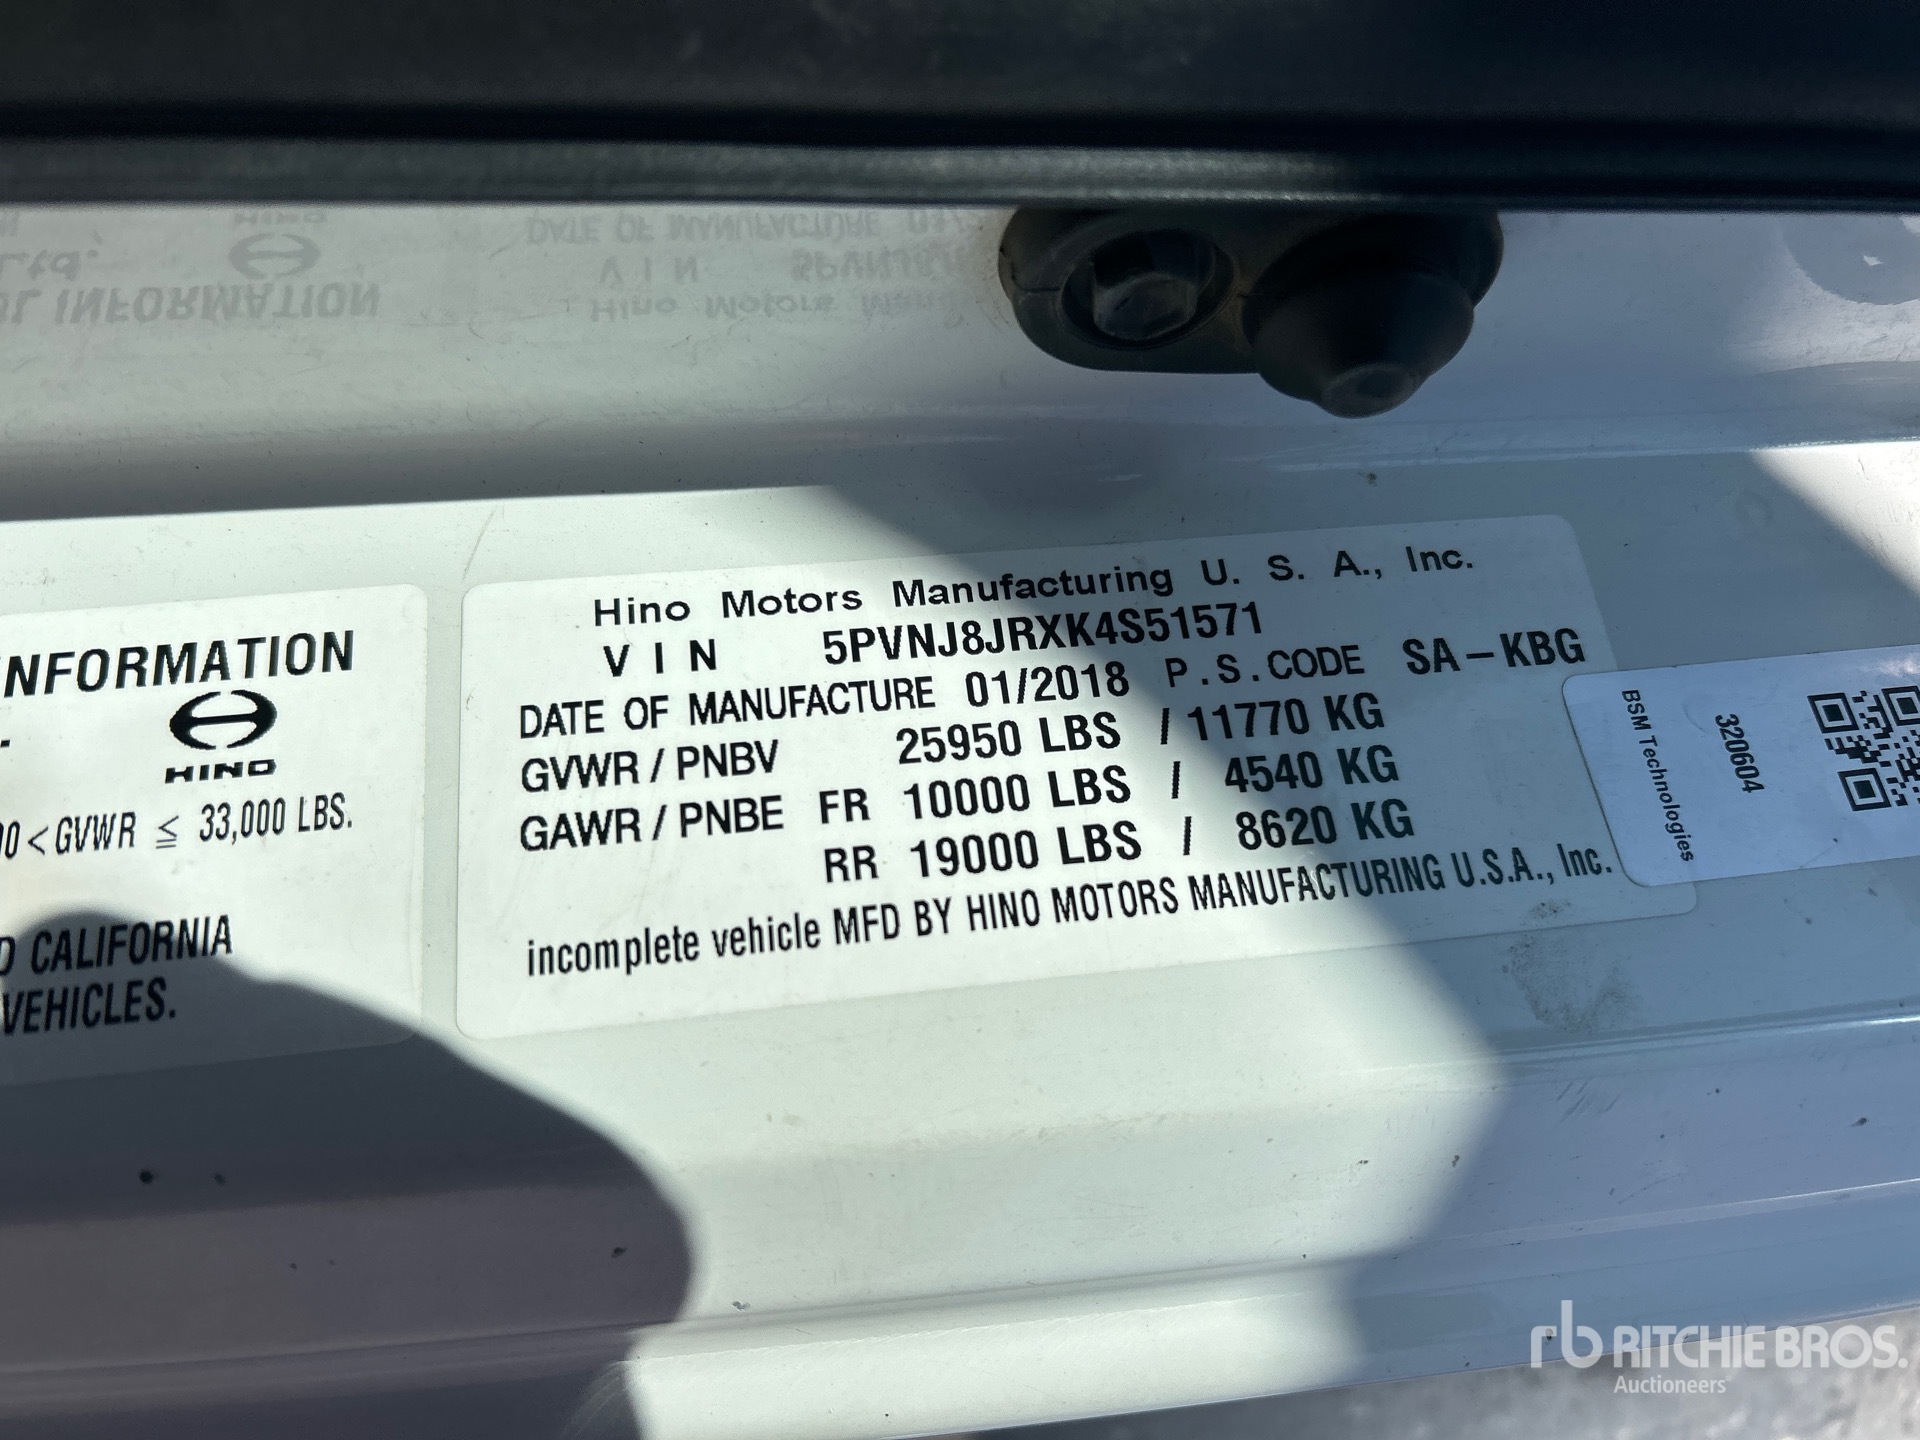 INFORMATION
HINO
< GVWR ≦ 33,000 LBS.
CALIFORNIA
VEHICLES.
Hino Motors Manufacturing U. S. A., Inc.
V I N 5PVNJ8JRXK4S51571
DATE OF MANUFACTURE 01/2018 P.S.CODE SA-KBG
GVWR / PNBV 25950 LBS / 11770 KG
GAWR / PNBE FR 10000 LBS / 4540 KG
RR 19000 LBS / 8620 KG
incomplete vehicle MFD BY HINO MOTORS MANUFACTURING U.S.A., Inc.
BSM Technologies
320604
rb RITCHIE BROS.
Auctioneers